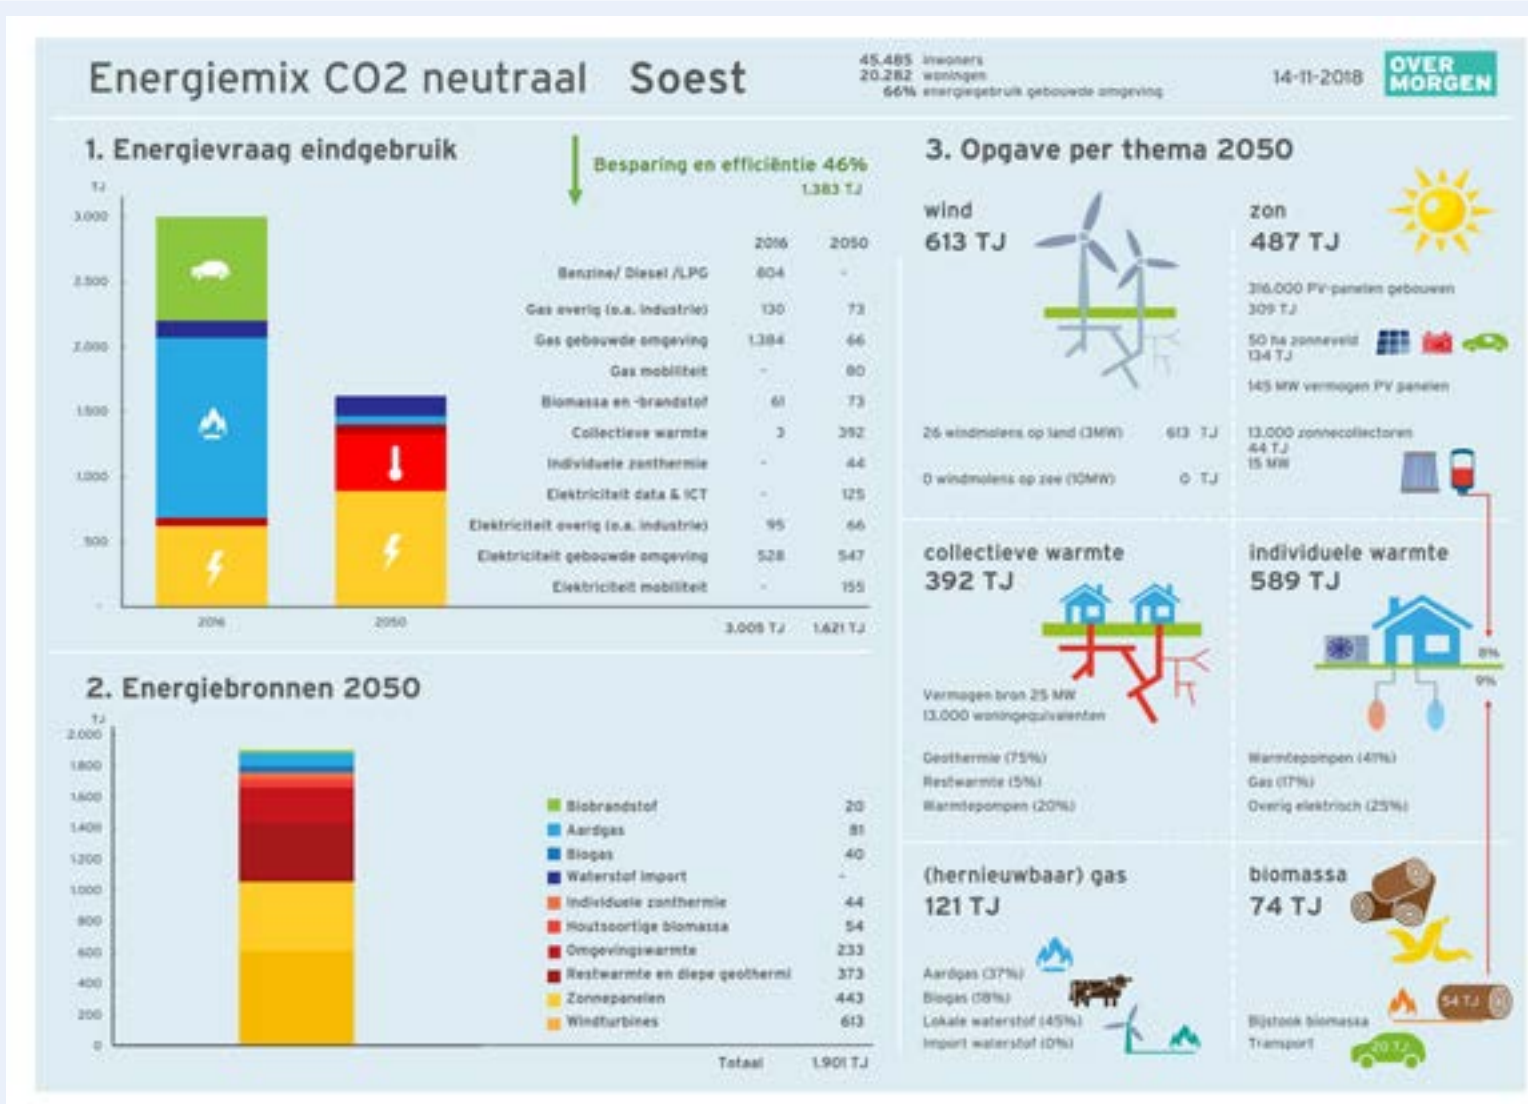 Energiemix CO2 neutraal Soest
45.485 inwoners
20.282 woningen
66% energiegebruik gebouwde omgeving
14-11-2018
OVER
MORGEN
1. Energievraag eindgebruik
Besparing en efficiëntie 46%
1.383 TJ
TJ
3.000
2.500
2.000
1.500
1.000
500
-
2016
2050
2016 2050
Benzine/ Diesel /LPG 804 -
Gas overig (o.a. industrie) 130 73
Gas gebouwde omgeving 1.384 66
Gas mobiliteit - 80
Biomassa en -brandstof 61 73
Collectieve warmte 3 392
Individuele zonthermie - 44
Elektriciteit data & ICT - 125
Elektriciteit overig (o.a. industrie) 95 66
Elektriciteit gebouwde omgeving 528 547
Elektriciteit mobiliteit - 155
3.005 TJ 1.621 TJ
2. Energiebronnen 2050
TJ
2.000
1.800
1.600
1.400
1.200
1.000
800
600
400
200
0
Biobrandstof 20
Aardgas 81
Biogas 40
Waterstof import -
Individuele zonthermie 44
Houtsoortige biomassa 54
Omgevingswarmte 233
Restwarmte en diepe geothermi 373
Zonnepanelen 443
Windturbines 613
Totaal 1.901 TJ
3. Opgave per thema 2050
wind
613 TJ
26 windmolens op land (3MW) 613 TJ
0 windmolens op zee (10MW) 0 TJ
zon
487 TJ
316.000 PV-panelen gebouwen
309 TJ
50 ha zonneveld
134 TJ
145 MW vermogen PV panelen
13.000 zonnecollectoren
44 TJ
15 MW
collectieve warmte
392 TJ
Vermogen bron 25 MW
13.000 woningequivalenten
Geothermie (75%)
Restwarmte (5%)
Warmtepompen (20%)
individuele warmte
589 TJ
8%
9%
Warmtepompen (41%)
Gas (17%)
Overig elektrisch (25%)
(hernieuwbaar) gas
121 TJ
Aardgas (37%)
Biogas (18%)
Lokale waterstof (45%)
Import waterstof (0%)
biomassa
74 TJ
54 TJ
Bijstook biomassa
Transport
20 TJ